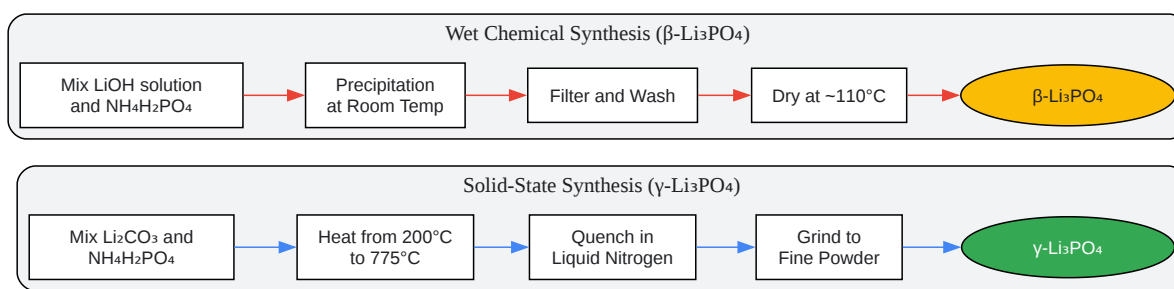 Wet Chemical Synthesis (β-Li₃PO₄)
Mix LiOH solution
and NH₄H₂PO₄
Precipitation
at Room Temp
Filter and Wash
Dry at ~110°C
β-Li₃PO₄
Solid-State Synthesis (γ-Li₃PO₄)
Mix Li₂CO₃ and
NH₄H₂PO₄
Heat from 200°C
to 775°C
Quench in
Liquid Nitrogen
Grind to
Fine Powder
γ-Li₃PO₄